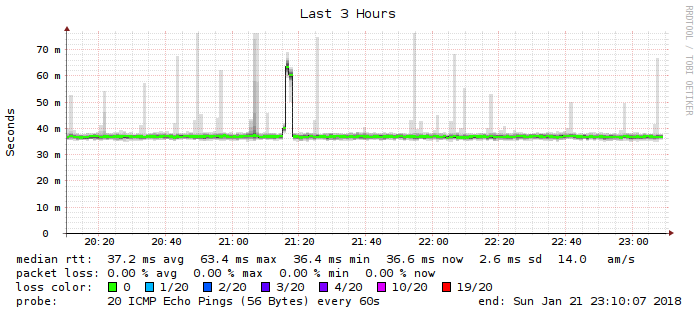 Last 3 Hours
RRDTOOL / TOBI OETIKER
Seconds
70 m
60 m
50 m
40 m
30 m
20 m
10 m
0
20:20 20:40 21:00 21:20 21:40 22:00 22:20 22:40 23:00
median rtt: 37.2 ms avg 63.4 ms max 36.4 ms min 36.6 ms now 2.6 ms sd 14.0 am/s
packet loss: 0.00 % avg 0.00 % max 0.00 % min 0.00 % now
loss color: 0 1/20 2/20 3/20 4/20 10/20 19/20
probe: 20 ICMP Echo Pings (56 Bytes) every 60s end: Sun Jan 21 23:10:07 2018